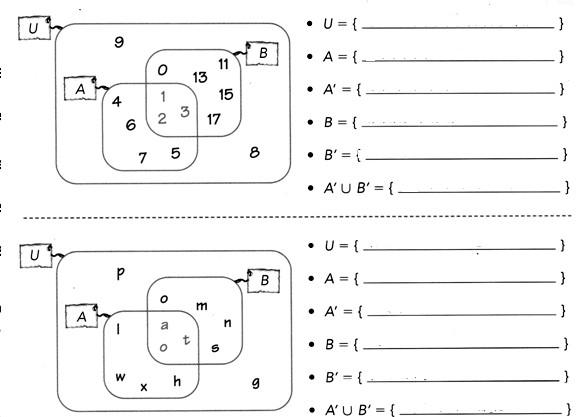 U
9
B
0
11
13
A
4
1
15
2
3
6
17
7
5
8
U = { }
A = { }
A′ = { }
B = { }
B′ = { }
A′ ∪ B′ = { }
U
p
B
o
m
A
l
a
n
o
t
s
w
x
h
g
U = { }
A = { }
A′ = { }
B = { }
B′ = { }
A′ ∪ B′ = { }